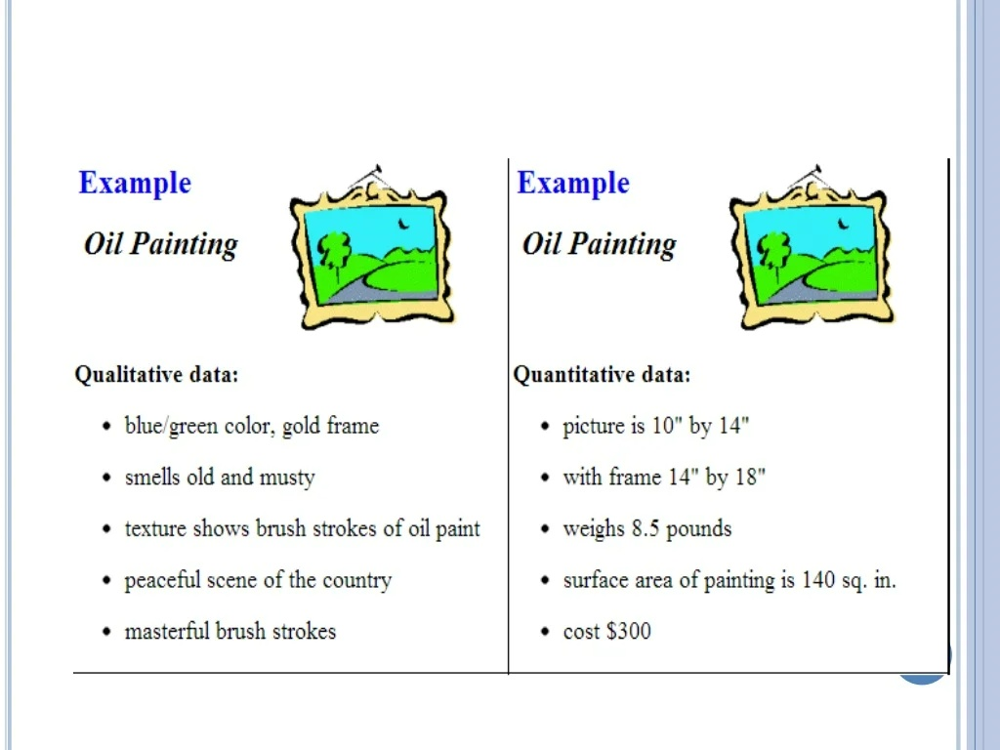 Example
Oil Painting
Qualitative data:
• blue/green color, gold frame
• smells old and musty
• texture shows brush strokes of oil paint
• peaceful scene of the country
• masterful brush strokes
Example
Oil Painting
Quantitative data:
• picture is 10" by 14"
• with frame 14" by 18"
• weighs 8.5 pounds
• surface area of painting is 140 sq. in.
• cost $300